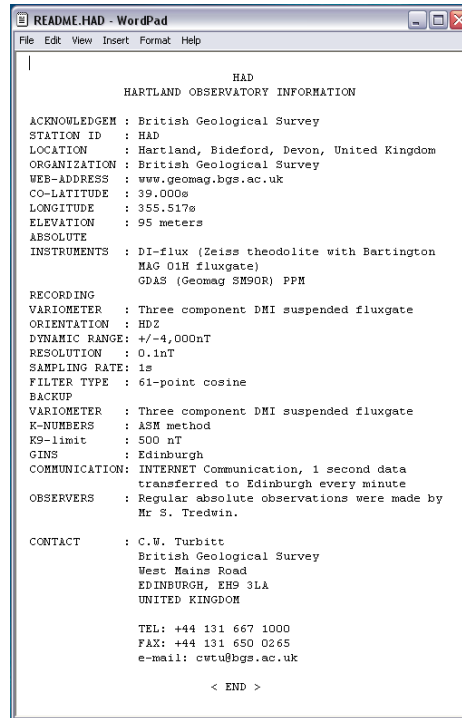 README.HAD - WordPad
File Edit View Insert Format Help
HAD
HARTLAND OBSERVATORY INFORMATION
ACKNOWLEDGEM : British Geological Survey
STATION ID : HAD
LOCATION : Hartland, Bideford, Devon, United Kingdom
ORGANIZATION : British Geological Survey
WEB-ADDRESS : www.geomag.bgs.ac.uk
CO-LATITUDE : 39.000ø
LONGITUDE : 355.517ø
ELEVATION : 95 meters
ABSOLUTE
INSTRUMENTS : DI-flux (Zeiss theodolite with Bartington
MAG 01H fluxgate)
GDAS (Geomag SM90R) PPM
RECORDING
VARIOMETER : Three component DMI suspended fluxgate
ORIENTATION : HDZ
DYNAMIC RANGE: +/-4,000nT
RESOLUTION : 0.1nT
SAMPLING RATE: 1s
FILTER TYPE : 61-point cosine
BACKUP
VARIOMETER : Three component DMI suspended fluxgate
K-NUMBERS : ASM method
K9-limit : 500 nT
GINS : Edinburgh
COMMUNICATION: INTERNET Communication, 1 second data
transferred to Edinburgh every minute
OBSERVERS : Regular absolute observations were made by
Mr S. Tredwin.
CONTACT : C.W. Turbitt
British Geological Survey
West Mains Road
EDINBURGH, EH9 3LA
UNITED KINGDOM
TEL: +44 131 667 1000
FAX: +44 131 650 0265
e-mail: cwtu@bgs.ac.uk
< END >